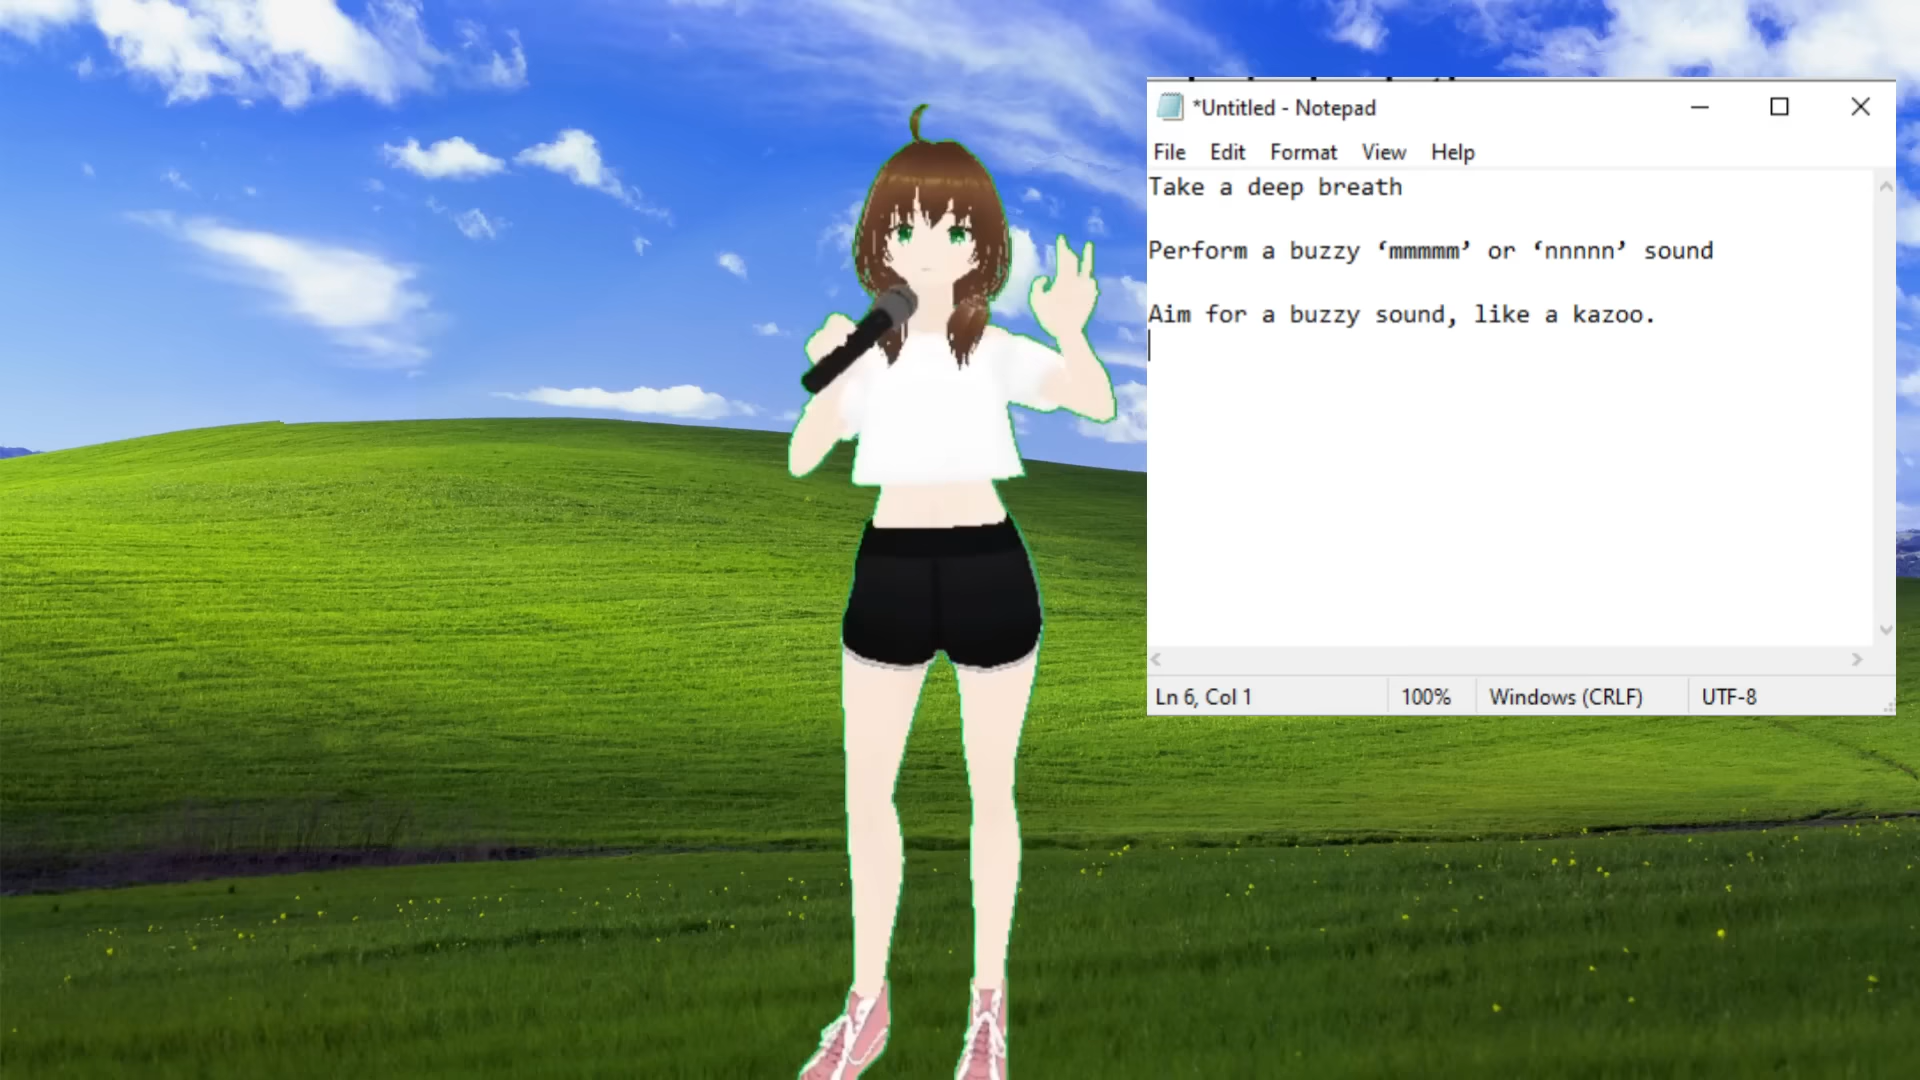 *Untitled - Notepad
File Edit Format View Help
Take a deep breath
Perform a buzzy ‘mmmmm’ or ‘nnnnn’ sound
Aim for a buzzy sound, like a kazoo.
Ln 6, Col 1 100% Windows (CRLF) UTF-8